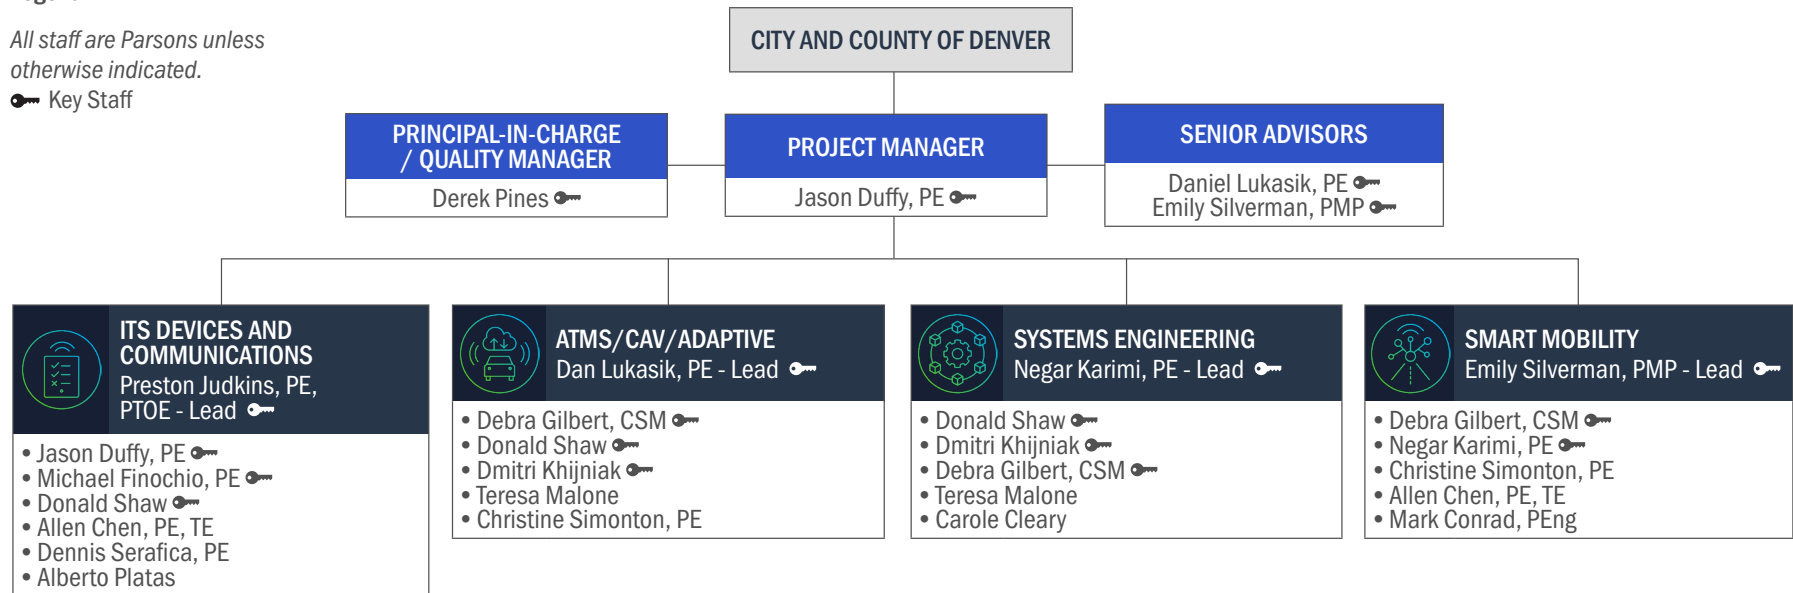 All staff are Parsons unless
otherwise indicated.
Key Staff
CITY AND COUNTY OF DENVER
PRINCIPAL-IN-CHARGE
/ QUALITY MANAGER
Derek Pines
PROJECT MANAGER
Jason Duffy, PE
SENIOR ADVISORS
Daniel Lukasik, PE
Emily Silverman, PMP
ITS DEVICES AND
COMMUNICATIONS
Preston Judkins, PE,
PTOE - Lead
• Jason Duffy, PE
• Michael Finochio, PE
• Donald Shaw
• Allen Chen, PE, TE
• Dennis Serafica, PE
• Alberto Platas
ATMS/CAV/ADAPTIVE
Dan Lukasik, PE - Lead
• Debra Gilbert, CSM
• Donald Shaw
• Dmitri Khijniak
• Teresa Malone
• Christine Simonton, PE
SYSTEMS ENGINEERING
Negar Karimi, PE - Lead
• Donald Shaw
• Dmitri Khijniak
• Debra Gilbert, CSM
• Teresa Malone
• Carole Cleary
SMART MOBILITY
Emily Silverman, PMP - Lead
• Debra Gilbert, CSM
• Negar Karimi, PE
• Christine Simonton, PE
• Allen Chen, PE, TE
• Mark Conrad, PEng